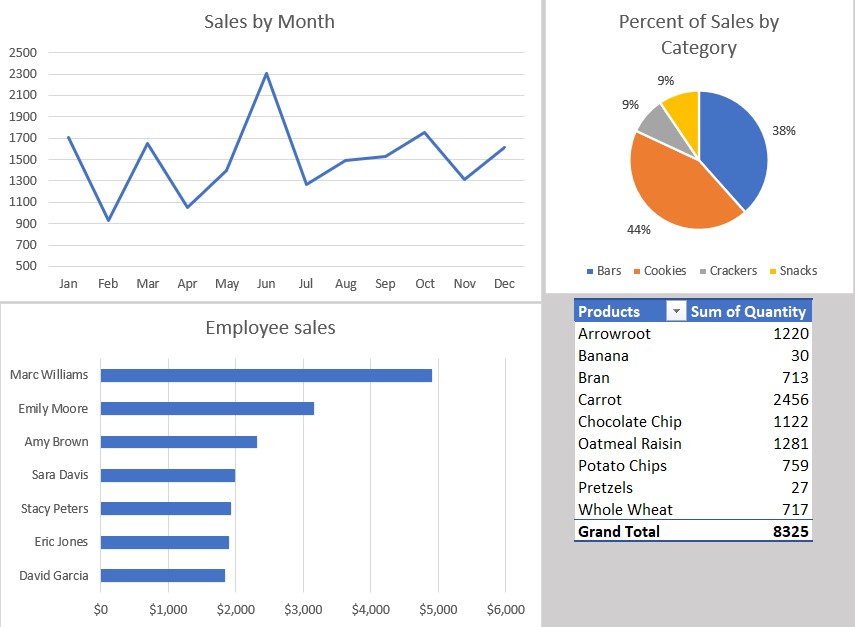 Sales by Month
2500
2300
2100
1900
1700
1500
1300
1100
900
700
500
Jan Feb Mar Apr May Jun Jul Aug Sep Oct Nov Dec
Percent of Sales by
Category
9%
9%
38%
44%
Bars Cookies Crackers Snacks
Employee sales
Marc Williams
Emily Moore
Amy Brown
Sara Davis
Stacy Peters
Eric Jones
David Garcia
$0 $1,000 $2,000 $3,000 $4,000 $5,000 $6,000
Products Sum of Quantity
Arrowroot 1220
Banana 30
Bran 713
Carrot 2456
Chocolate Chip 1122
Oatmeal Raisin 1281
Potato Chips 759
Pretzels 27
Whole Wheat 717
Grand Total 8325